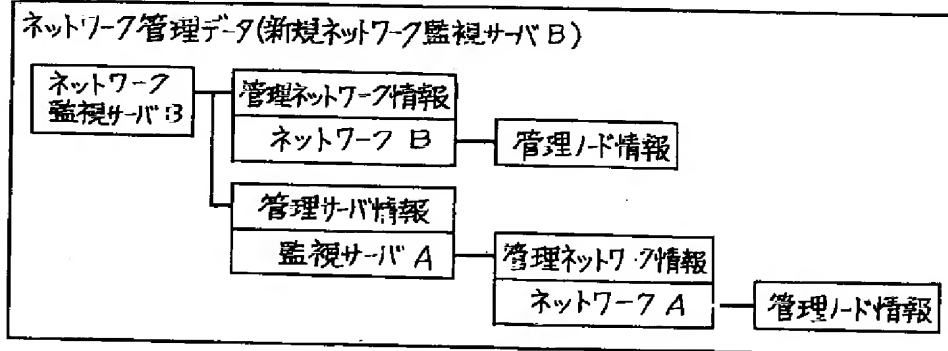 ネットワーク管理データ(新規ネットワーク監視サーバB)
ネットワーク
監視サーバB
管理ネットワーク情報
ネットワーク B
管理ノード情報
管理サーバ情報
監視サーバ A
管理ネットワーク情報
ネットワーク A
管理ノード情報